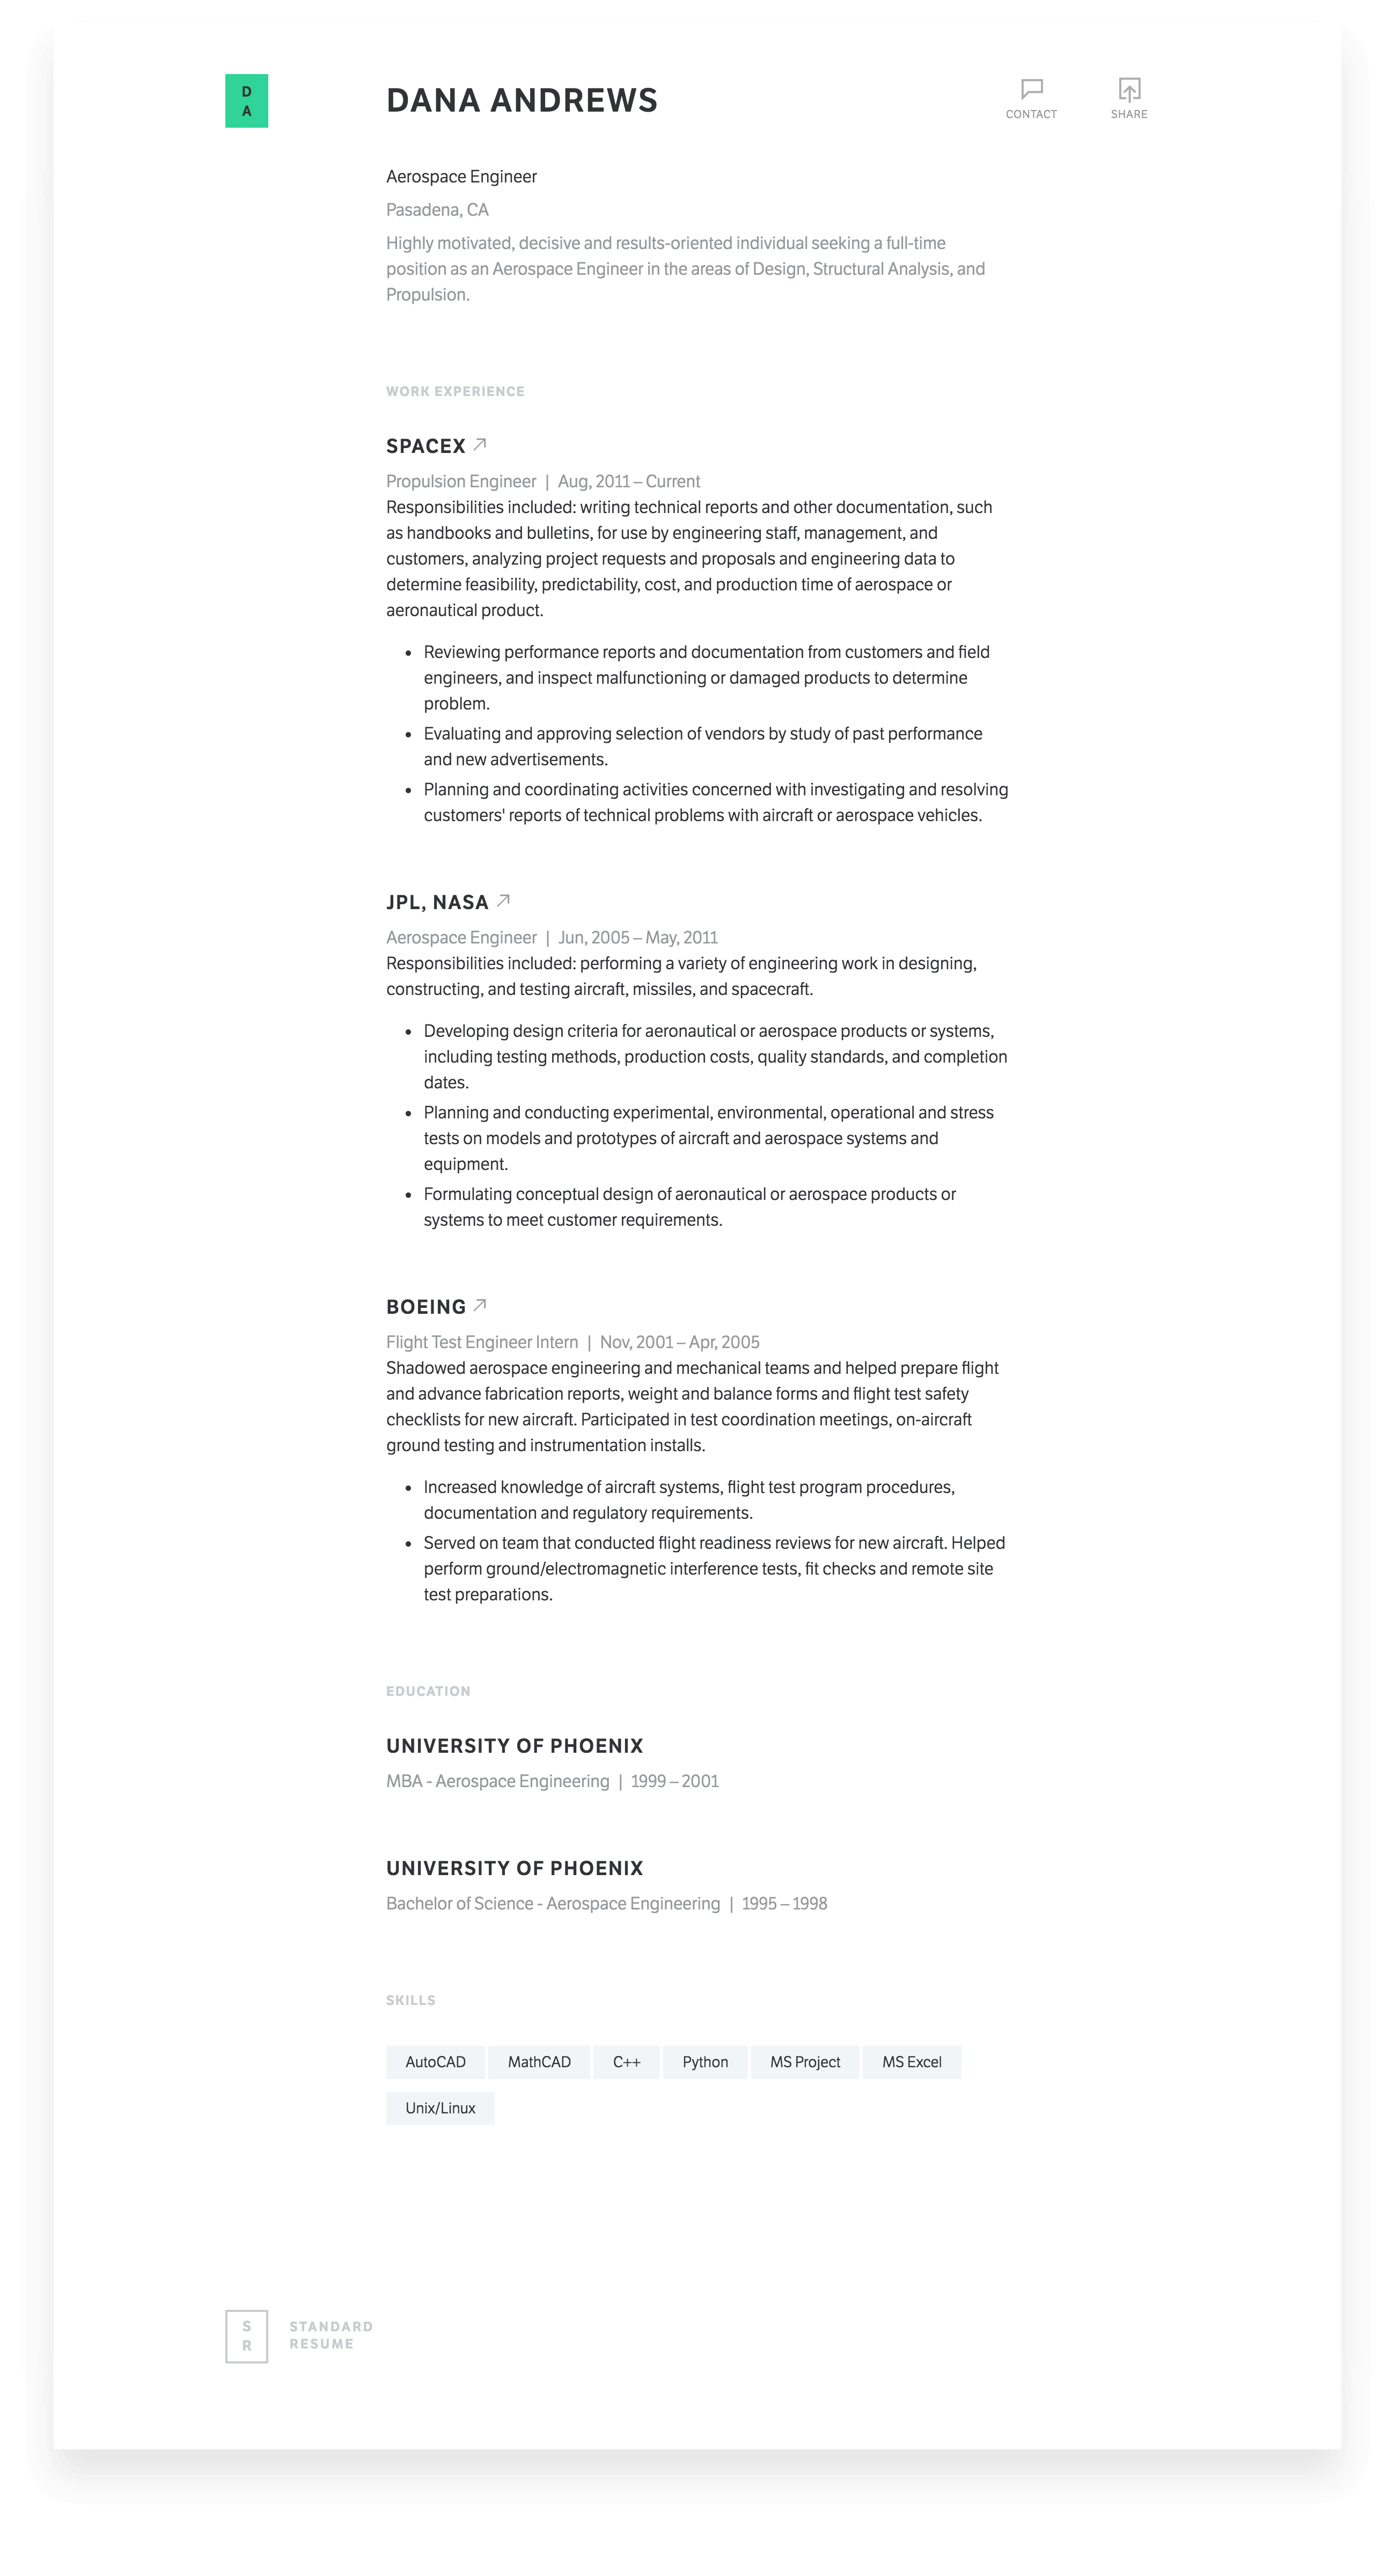 D
A
DANA ANDREWS
CONTACT
SHARE
Aerospace Engineer
Pasadena, CA
Highly motivated, decisive and results-oriented individual seeking a full-time
position as an Aerospace Engineer in the areas of Design, Structural Analysis, and
Propulsion.
WORK EXPERIENCE
SPACEX
Propulsion Engineer | Aug, 2011 – Current
Responsibilities included: writing technical reports and other documentation, such
as handbooks and bulletins, for use by engineering staff, management, and
customers, analyzing project requests and proposals and engineering data to
determine feasibility, predictability, cost, and production time of aerospace or
aeronautical product.
• Reviewing performance reports and documentation from customers and field
engineers, and inspect malfunctioning or damaged products to determine
problem.
• Evaluating and approving selection of vendors by study of past performance
and new advertisements.
• Planning and coordinating activities concerned with investigating and resolving
customers' reports of technical problems with aircraft or aerospace vehicles.
JPL, NASA
Aerospace Engineer | Jun, 2005 – May, 2011
Responsibilities included: performing a variety of engineering work in designing,
constructing, and testing aircraft, missiles, and spacecraft.
• Developing design criteria for aeronautical or aerospace products or systems,
including testing methods, production costs, quality standards, and completion
dates.
• Planning and conducting experimental, environmental, operational and stress
tests on models and prototypes of aircraft and aerospace systems and
equipment.
• Formulating conceptual design of aeronautical or aerospace products or
systems to meet customer requirements.
BOEING
Flight Test Engineer Intern | Nov, 2001 – Apr, 2005
Shadowed aerospace engineering and mechanical teams and helped prepare flight
and advance fabrication reports, weight and balance forms and flight test safety
checklists for new aircraft. Participated in test coordination meetings, on-aircraft
ground testing and instrumentation installs.
• Increased knowledge of aircraft systems, flight test program procedures,
documentation and regulatory requirements.
• Served on team that conducted flight readiness reviews for new aircraft. Helped
perform ground/electromagnetic interference tests, fit checks and remote site
test preparations.
EDUCATION
UNIVERSITY OF PHOENIX
MBA - Aerospace Engineering | 1999 – 2001
UNIVERSITY OF PHOENIX
Bachelor of Science - Aerospace Engineering | 1995 – 1998
SKILLS
AutoCAD MathCAD C++ Python MS Project MS Excel
Unix/Linux
S
R
STANDARD
RESUME